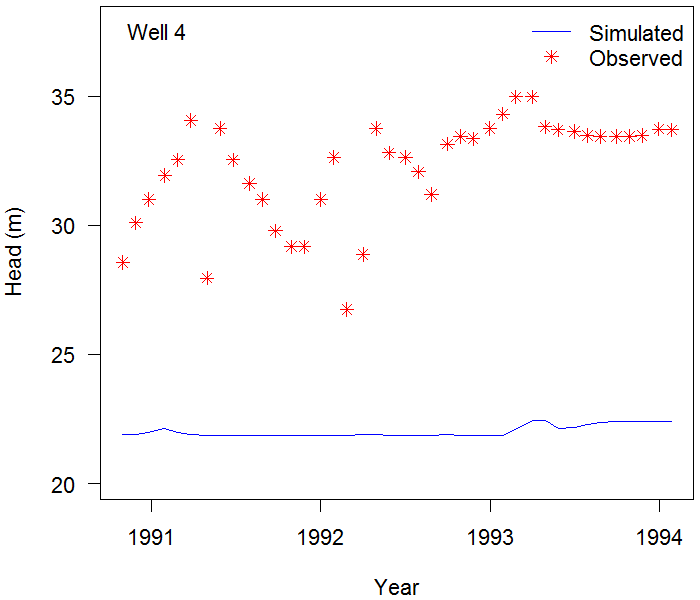 Well 4
Simulated
Observed
Head (m)
35
30
25
20
1991 1992 1993 1994
Year